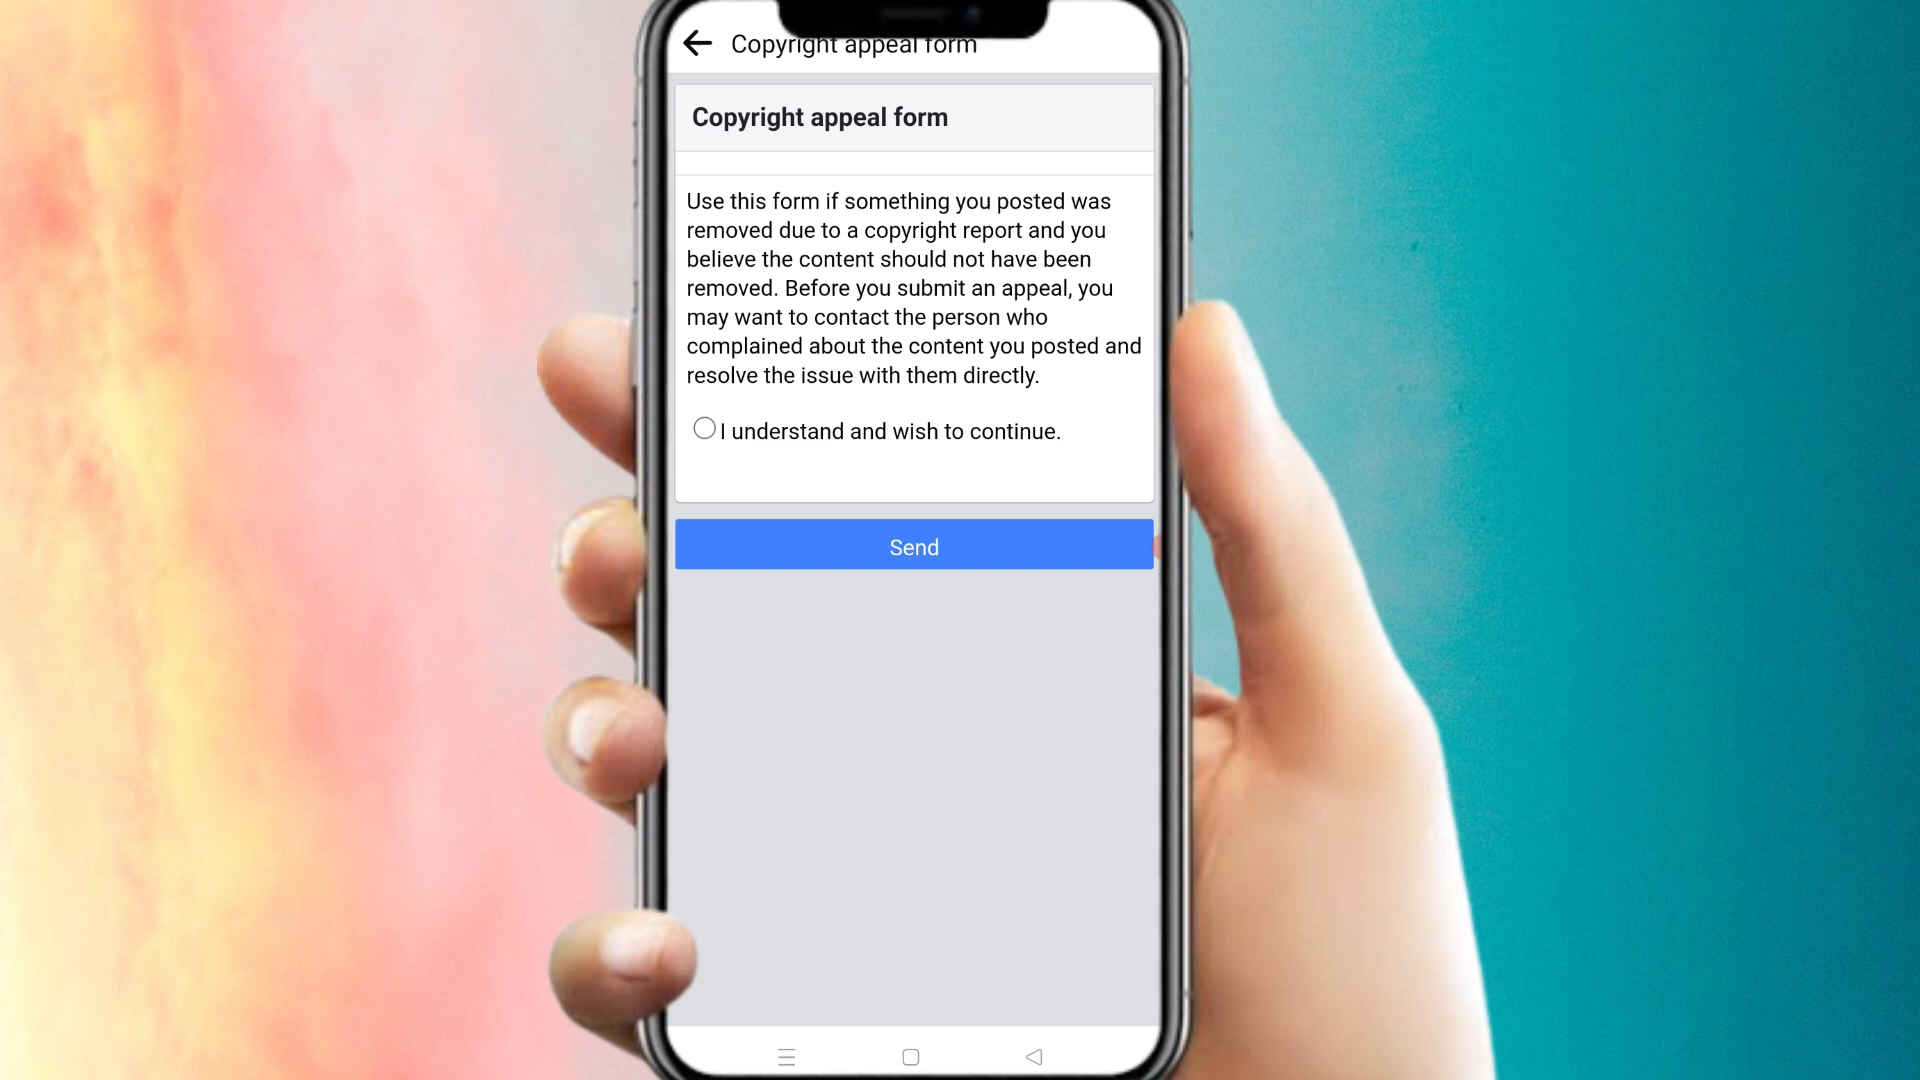 Copyright appeal form
Copyright appeal form
Use this form if something you posted was
removed due to a copyright report and you
believe the content should not have been
removed. Before you submit an appeal, you
may want to contact the person who
complained about the content you posted and
resolve the issue with them directly.
I understand and wish to continue.
Send